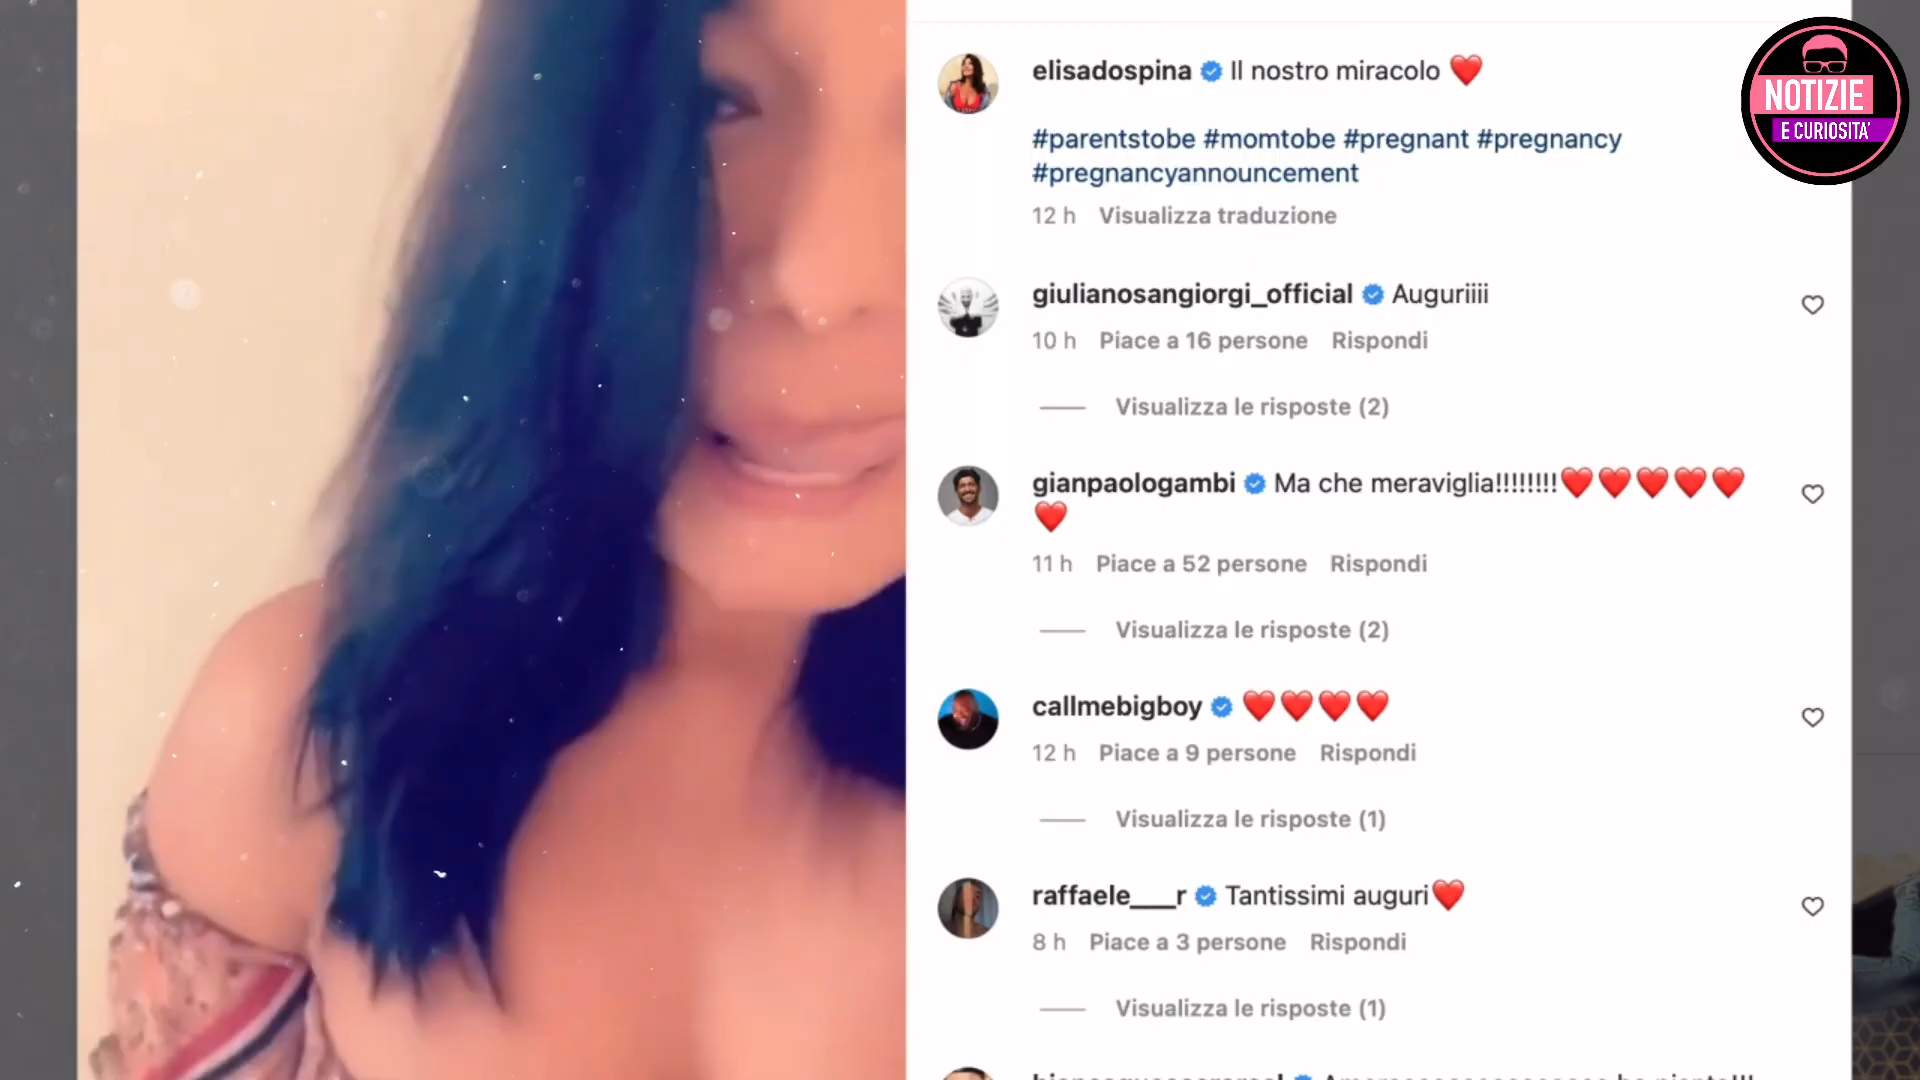 elisadospina Il nostro miracolo ❤️
#parentstobe #momtobe #pregnant #pregnancy
#pregnancyannouncement
12 h Visualizza traduzione
giulianosangiorgi_official Auguriiii
10 h Piace a 16 persone Rispondi
Visualizza le risposte (2)
gianpaologambi Ma che meraviglia!!!!!!!!❤️❤️❤️❤️❤️
❤️
11 h Piace a 52 persone Rispondi
Visualizza le risposte (2)
callmebigboy ❤️❤️❤️❤️
12 h Piace a 9 persone Rispondi
Visualizza le risposte (1)
raffaele___r Tantissimi auguri❤️
8 h Piace a 3 persone Rispondi
Visualizza le risposte (1)
NOTIZIE
E CURIOSITA'